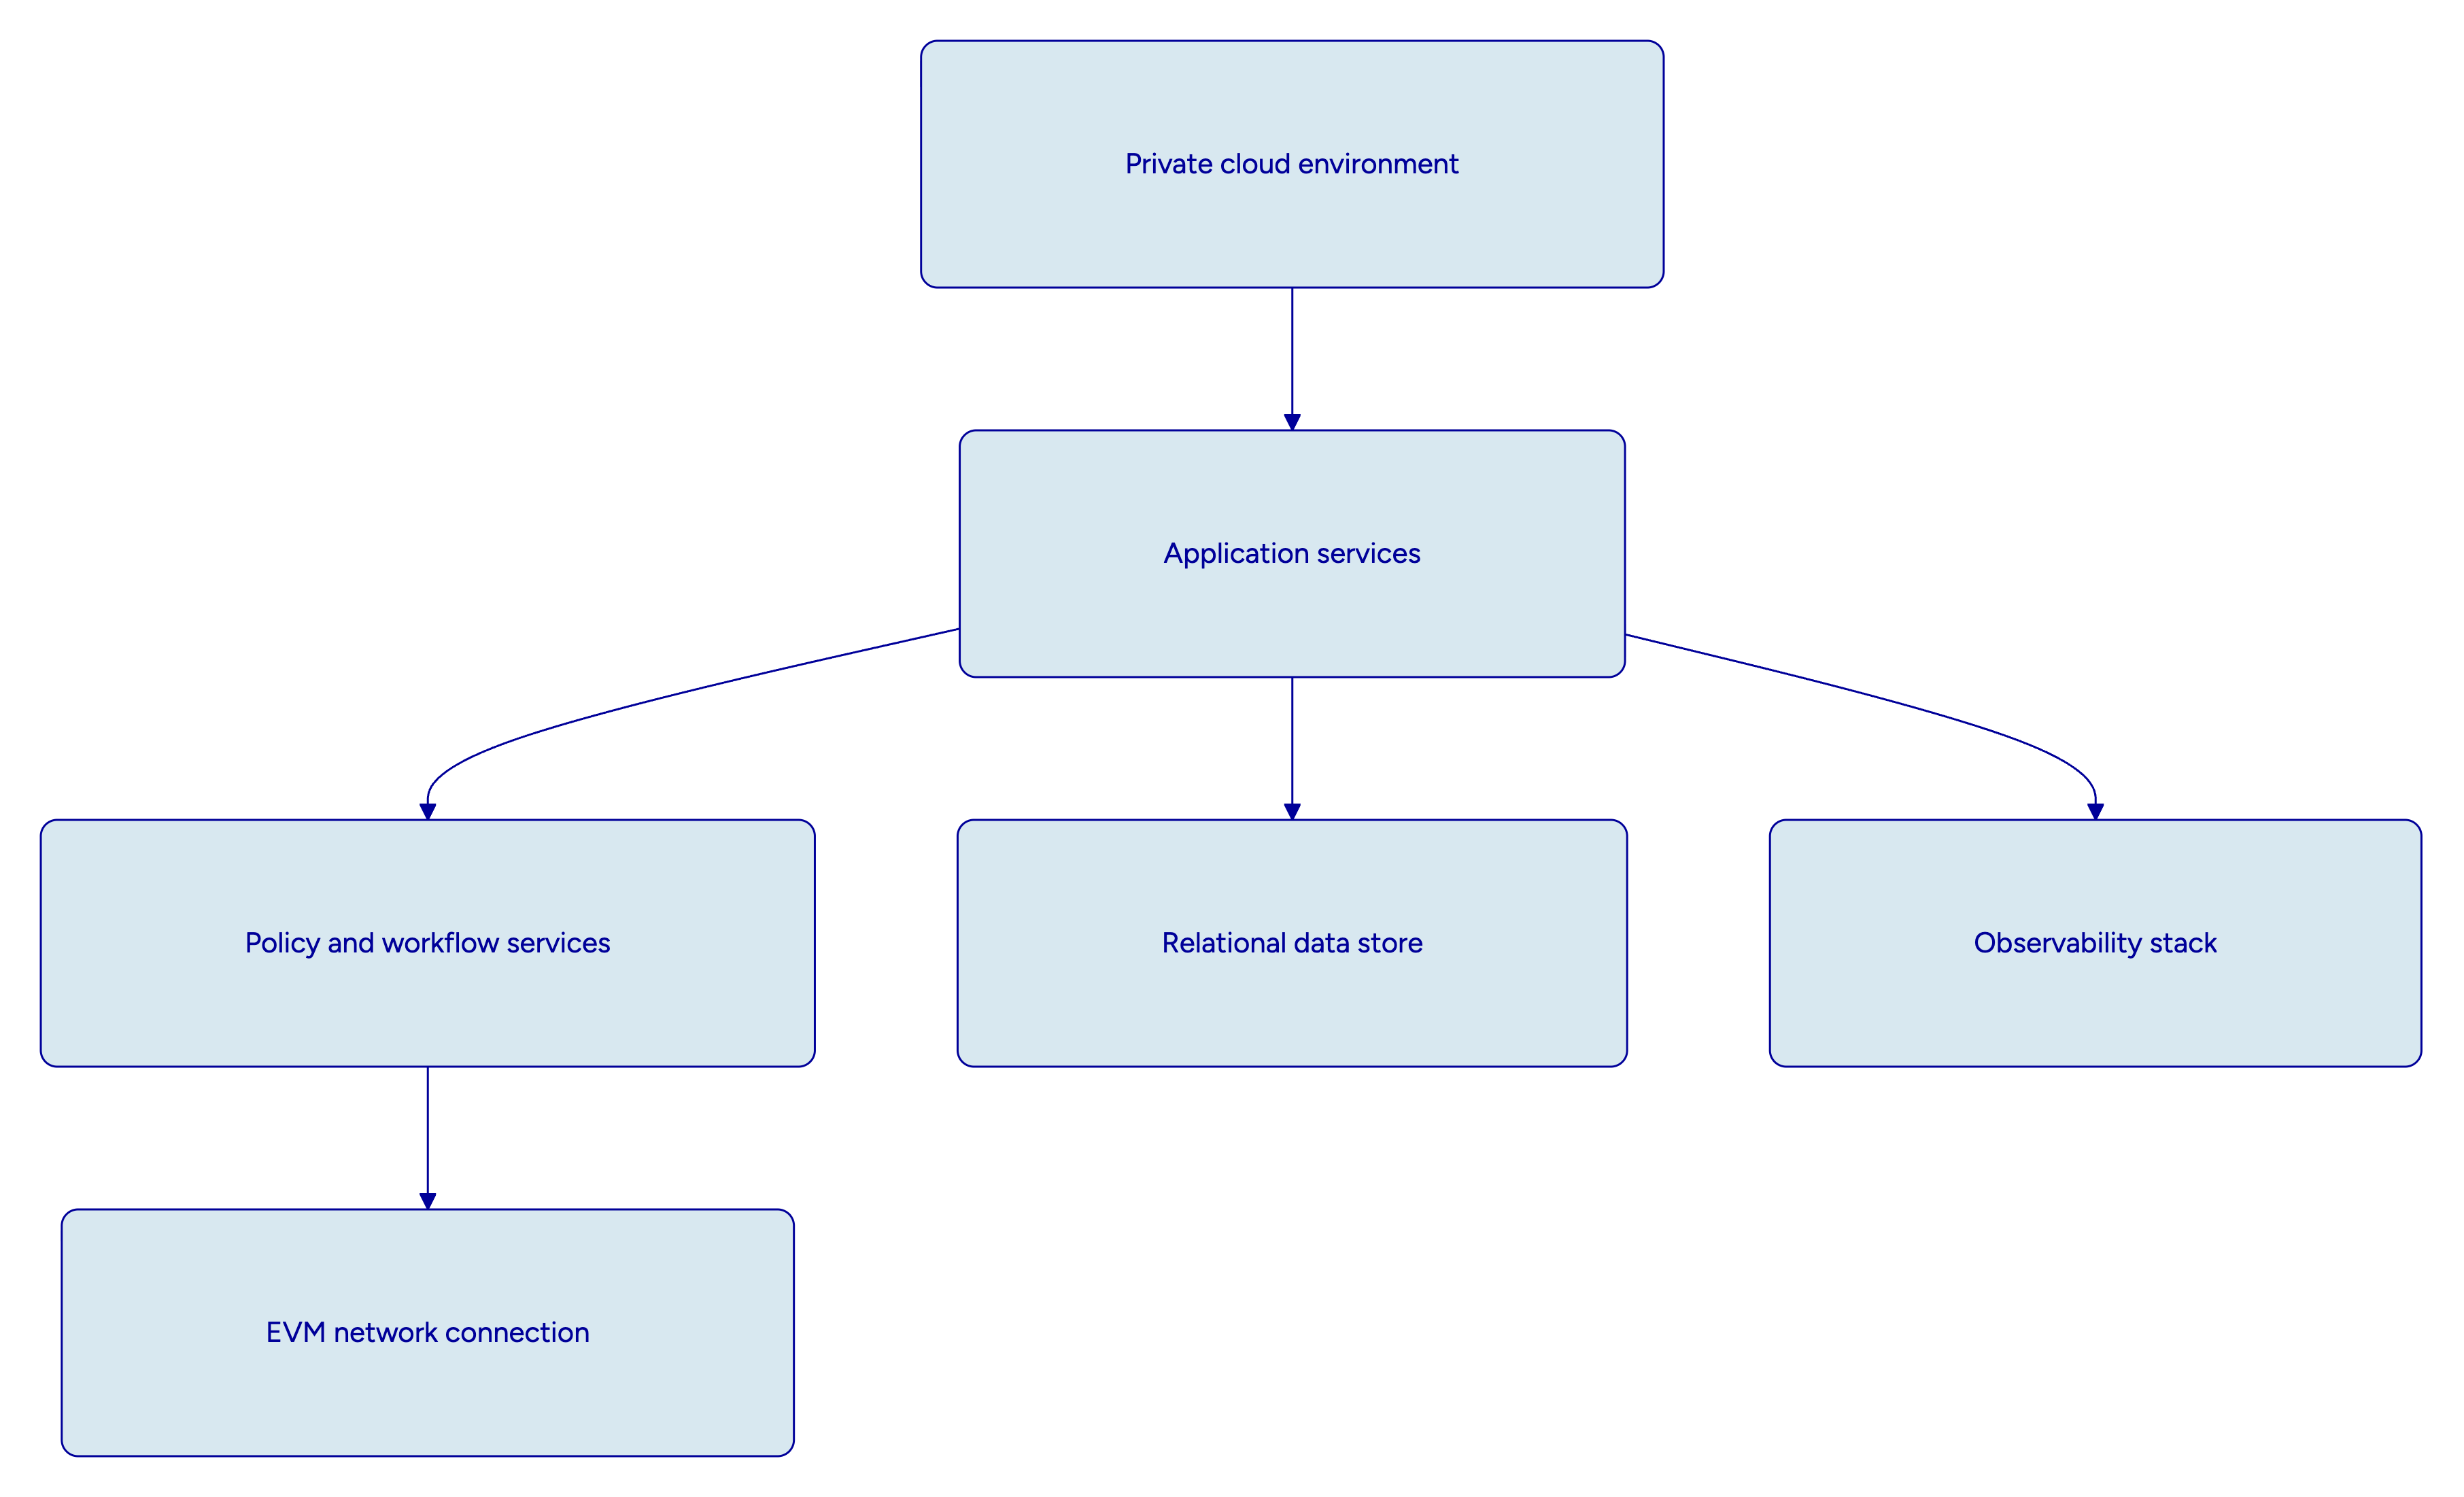 Private cloud environment
Application services
Policy and workflow services
Relational data store
Observability stack
EVM network connection